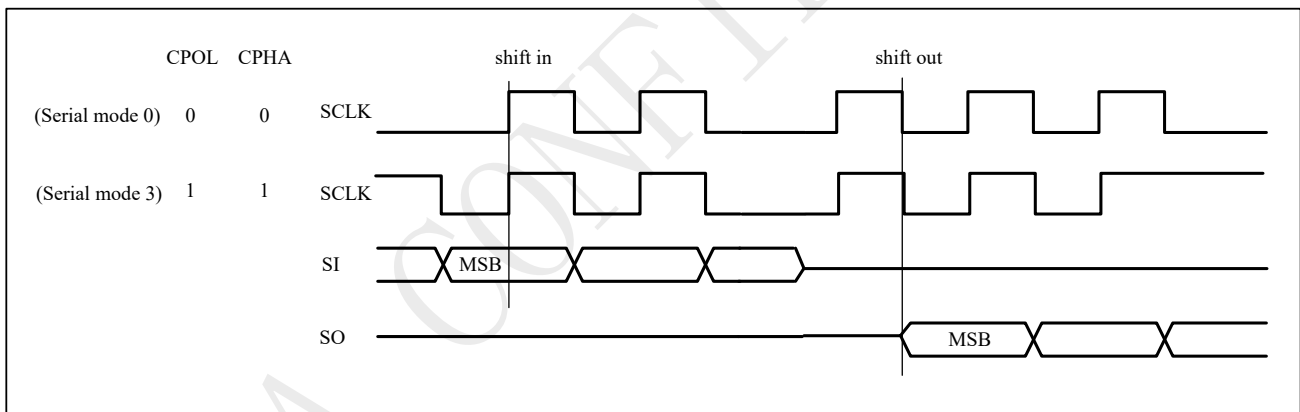 CPOL CPHA shift in shift out
(Serial mode 0) 0 0 SCLK
(Serial mode 3) 1 1 SCLK
SI MSB
SO MSB